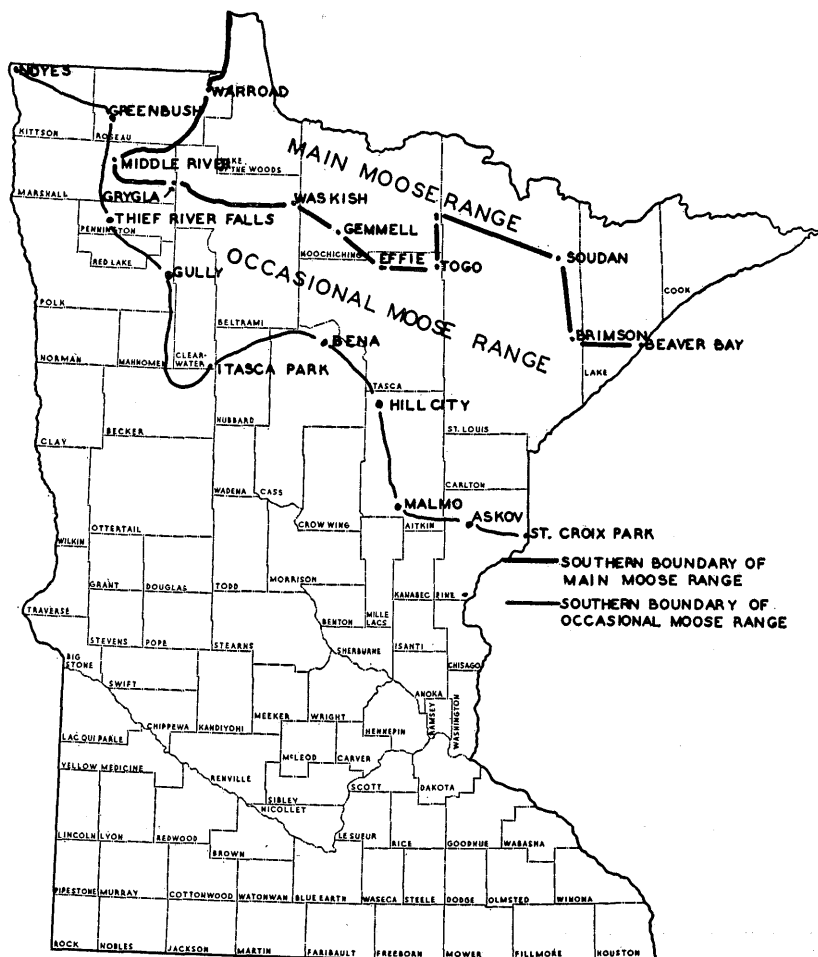 NOYES
WARROAD
GREENBUSH
KITTSON
ROSEAU
MAIN MOOSE RANGE
MIDDLE RIVER
LAKE
OF THE WOODS
MARSHALL
GRYGLA
WASKISH
THIEF RIVER FALLS
PENNINGTON
GEMMELL
RED LAKE
KOOCHICHING
EFFIE
TOGO
SOUDAN
GULLY
OCCASIONAL MOOSE RANGE
COOK
LAKE
POLK
BELTRAMI
BENA
BRIMSON
BEAVER BAY
NORMAN
MAHNOMEN
CLEAR-
WATER
ITASCA PARK
ITASCA
HILL CITY
HUBBARD
ST. LOUIS
BECKER
CLAY
CARLTON
WADENA
CASS
MALMO
ASKOV
OTTERTAIL
CROW WING
AITKIN
ST. CROIX PARK
WILKIN
SOUTHERN BOUNDARY OF
MAIN MOOSE RANGE
GRANT
DOUGLAS
TODD
MORRISON
KANABEC
PINE
SOUTHERN BOUNDARY OF
OCCASIONAL MOOSE RANGE
TRAVERSE
MILLE
LACS
BENTON
STEVENS
POPE
STEARNS
SHERBURNE
ISANTI
BIG
STONE
CHISAGO
SWIFT
ANOKA
RAMSEY
WASHINGTON
MEEKER
WRIGHT
CHIPPEWA
KANDIYOHI
HENNEPIN
LAC QUI PARLE
McLEOD
CARVER
YELLOW MEDICINE
RENVILLE
SCOTT
DAKOTA
SIBLEY
NICOLLET
LINCOLN
LYON
REDWOOD
LE SUEUR
RICE
GOODHUE
WABASHA
BROWN
PIPESTONE
MURRAY
COTTONWOOD
WATONWAN
BLUE EARTH
WASECA
STEELE
DODGE
OLMSTED
WINONA
ROCK
NOBLES
JACKSON
MARTIN
FARIBAULT
FREEBORN
MOWER
FILLMORE
HOUSTON